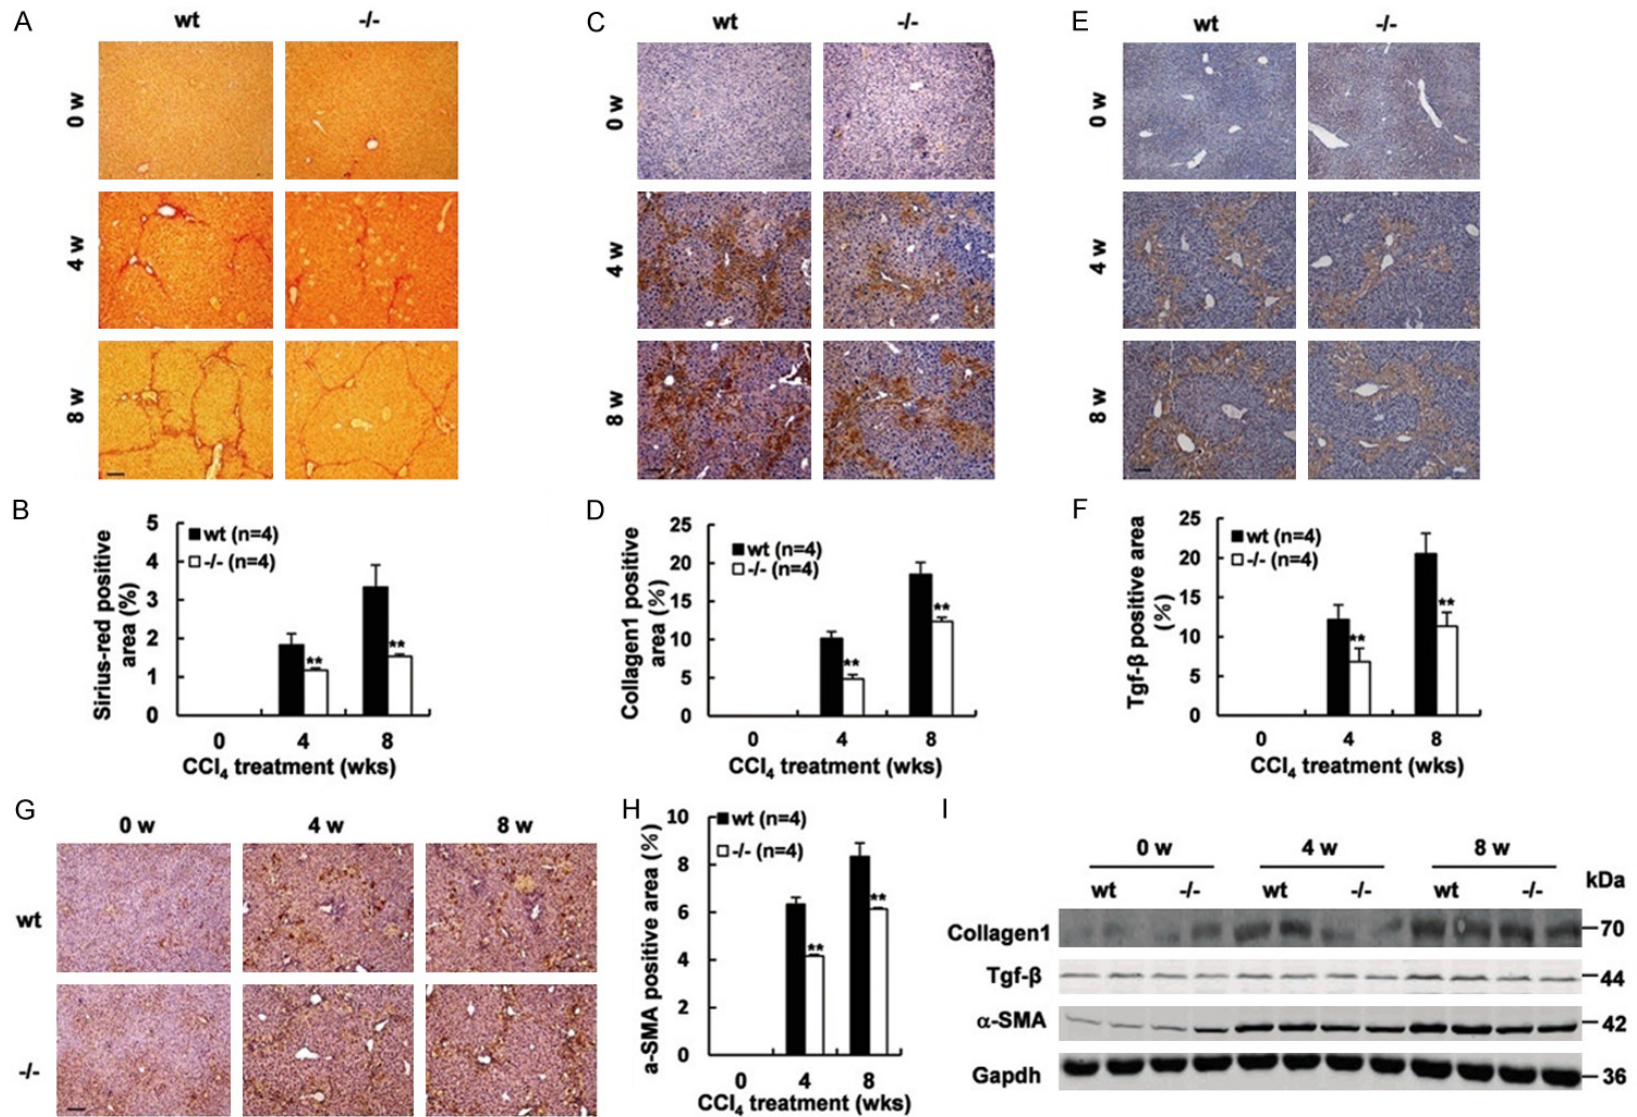 A
wt
-/-
0 w
4 w
8 w
C
wt
-/-
0 w
4 w
8 w
E
wt
-/-
0 w
4 w
8 w
B
Sirius-red positive
area (%)
5
4
3
2
1
0
wt (n=4)
-/- (n=4)
**
**
0 4 8
CCl4 treatment (wks)
D
Collagen1 positive
area (%)
25
20
15
10
5
0
wt (n=4)
-/- (n=4)
**
**
0 4 8
CCl4 treatment (wks)
F
Tgf-β positive area
(%)
25
20
15
10
5
0
wt (n=4)
-/- (n=4)
**
**
0 4 8
CCl4 treatment (wks)
G
0 w 4 w 8 w
wt
-/-
H
a-SMA positive area (%)
10
8
6
4
2
0
wt (n=4)
-/- (n=4)
**
**
0 4 8
CCl4 treatment (wks)
I
0 w 4 w 8 w
wt -/- wt -/- wt -/-
kDa
Collagen1 70
Tgf-β 44
α-SMA 42
Gapdh 36